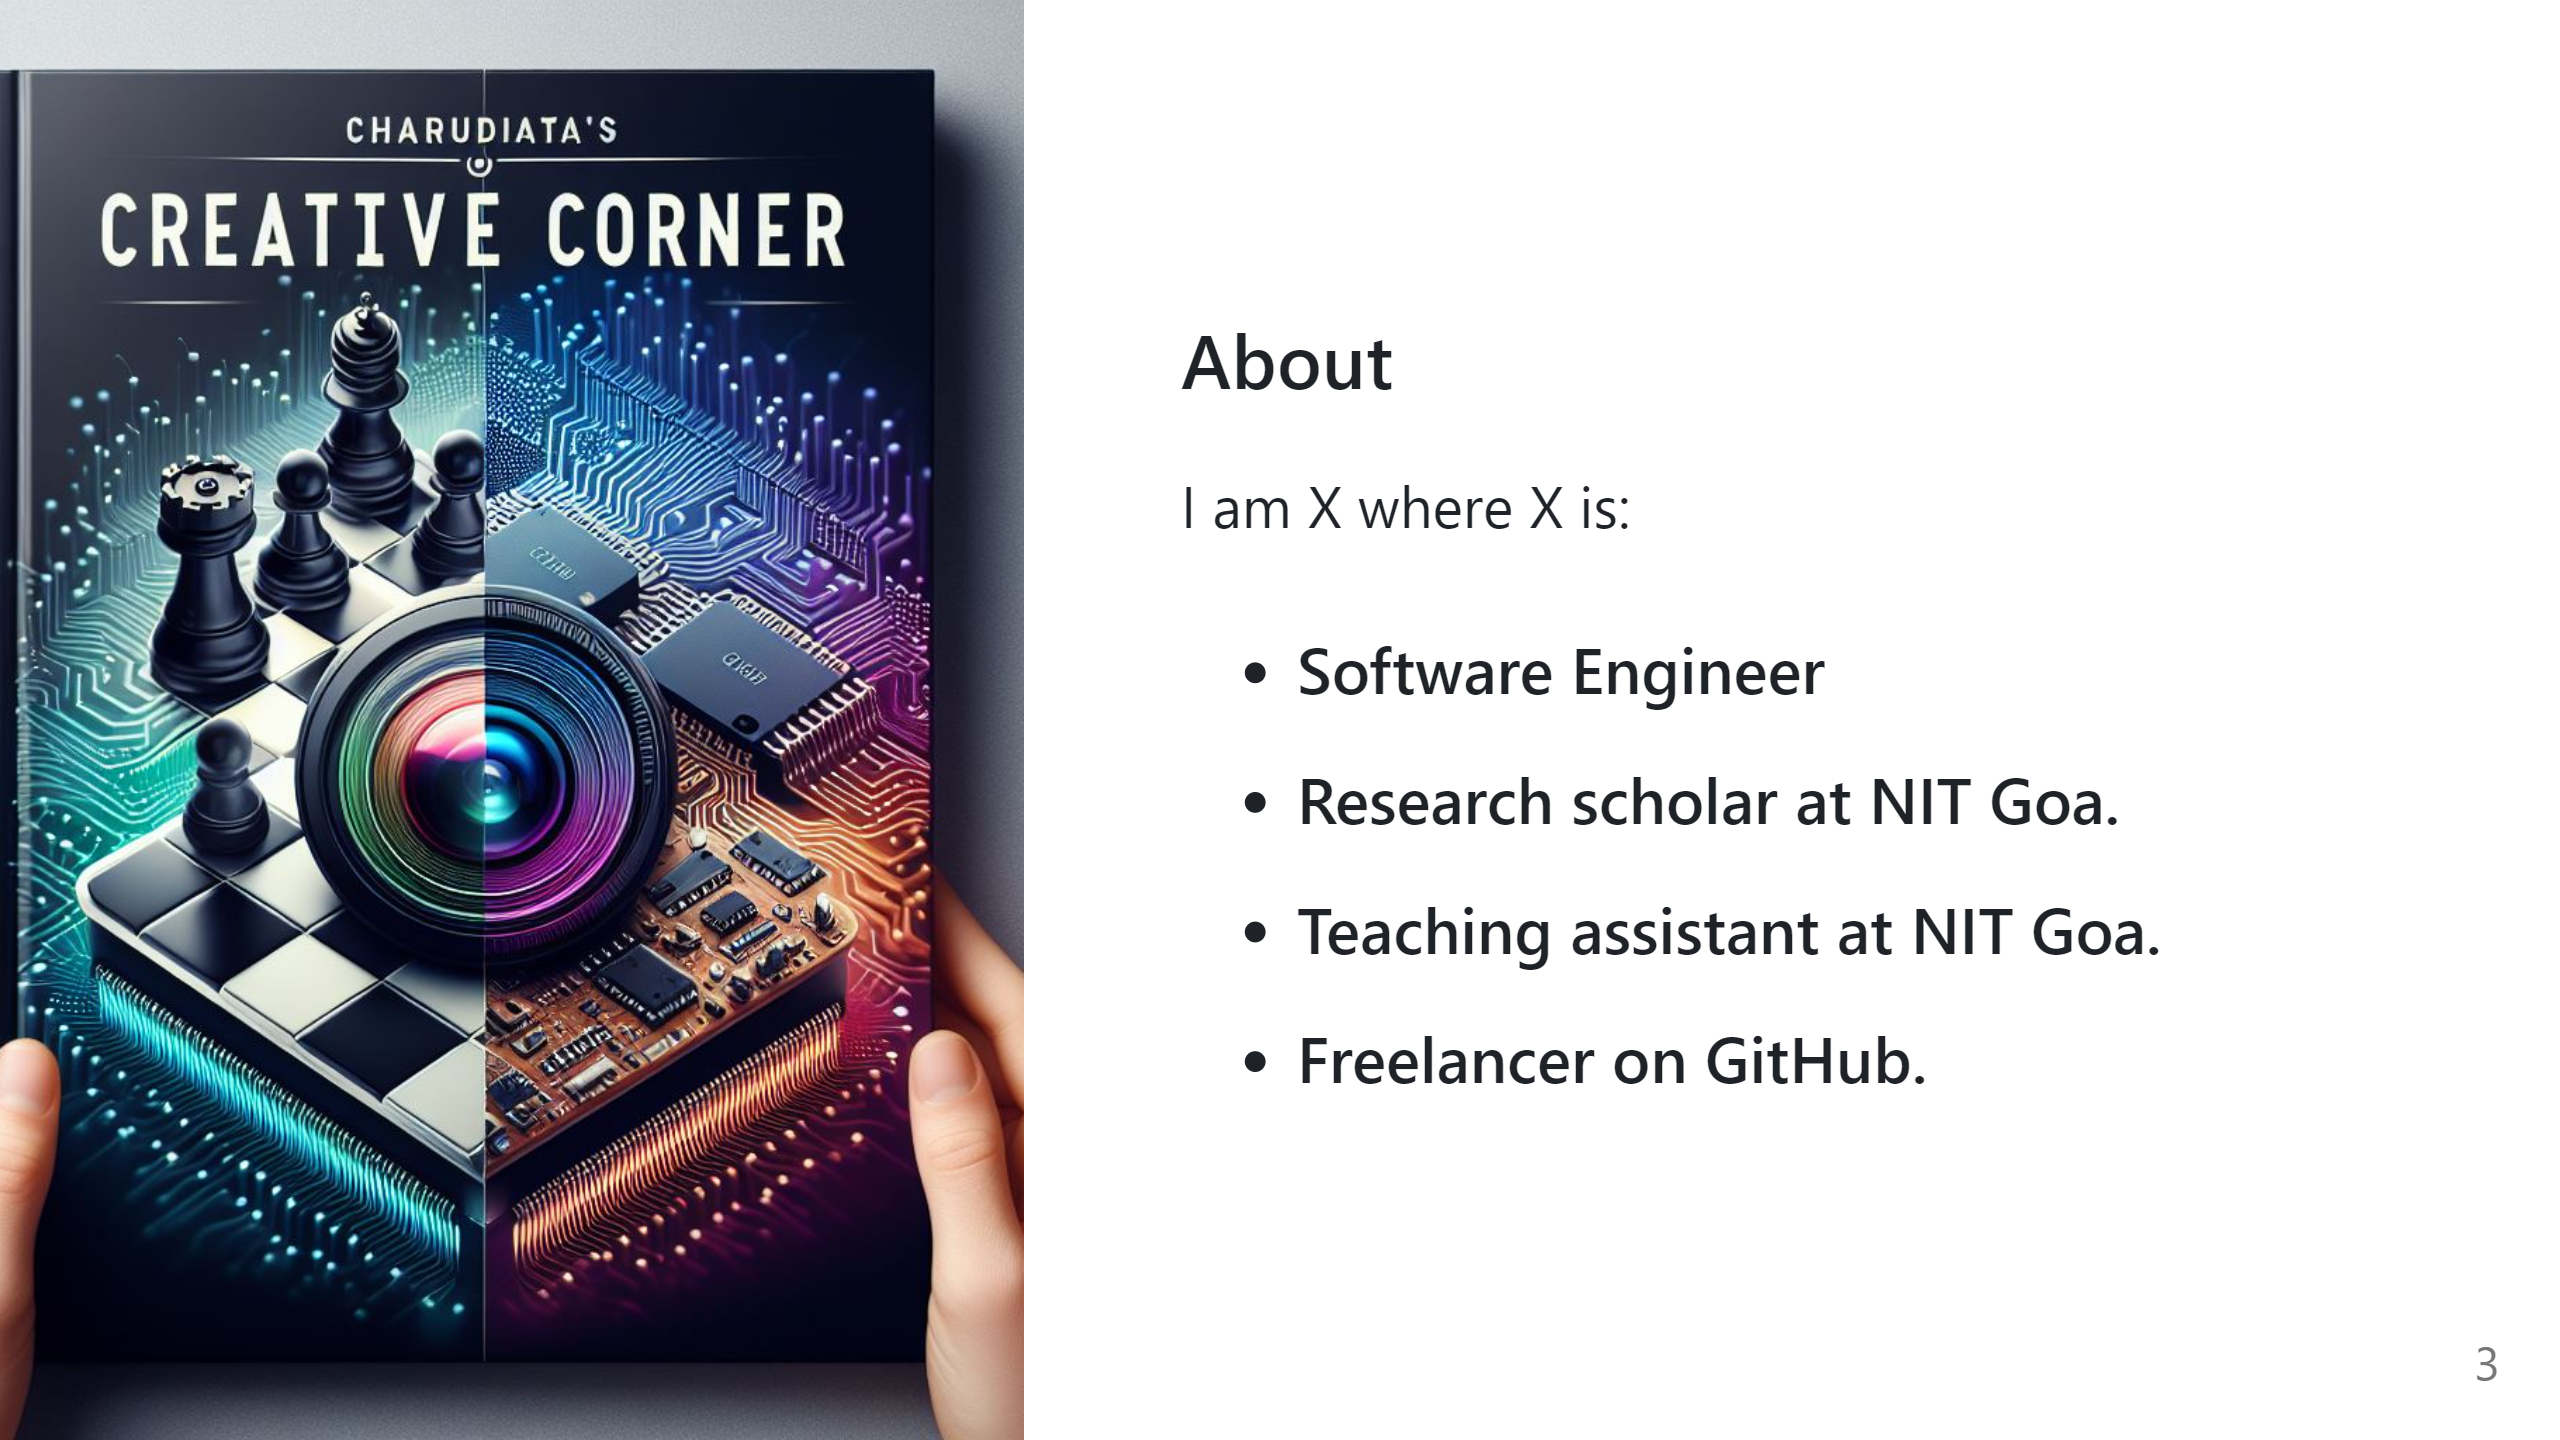 CHARUDIATA'S
CREATIVE CORNER
About
I am X where X is:
• Software Engineer
• Research scholar at NIT Goa.
• Teaching assistant at NIT Goa.
• Freelancer on GitHub.
3